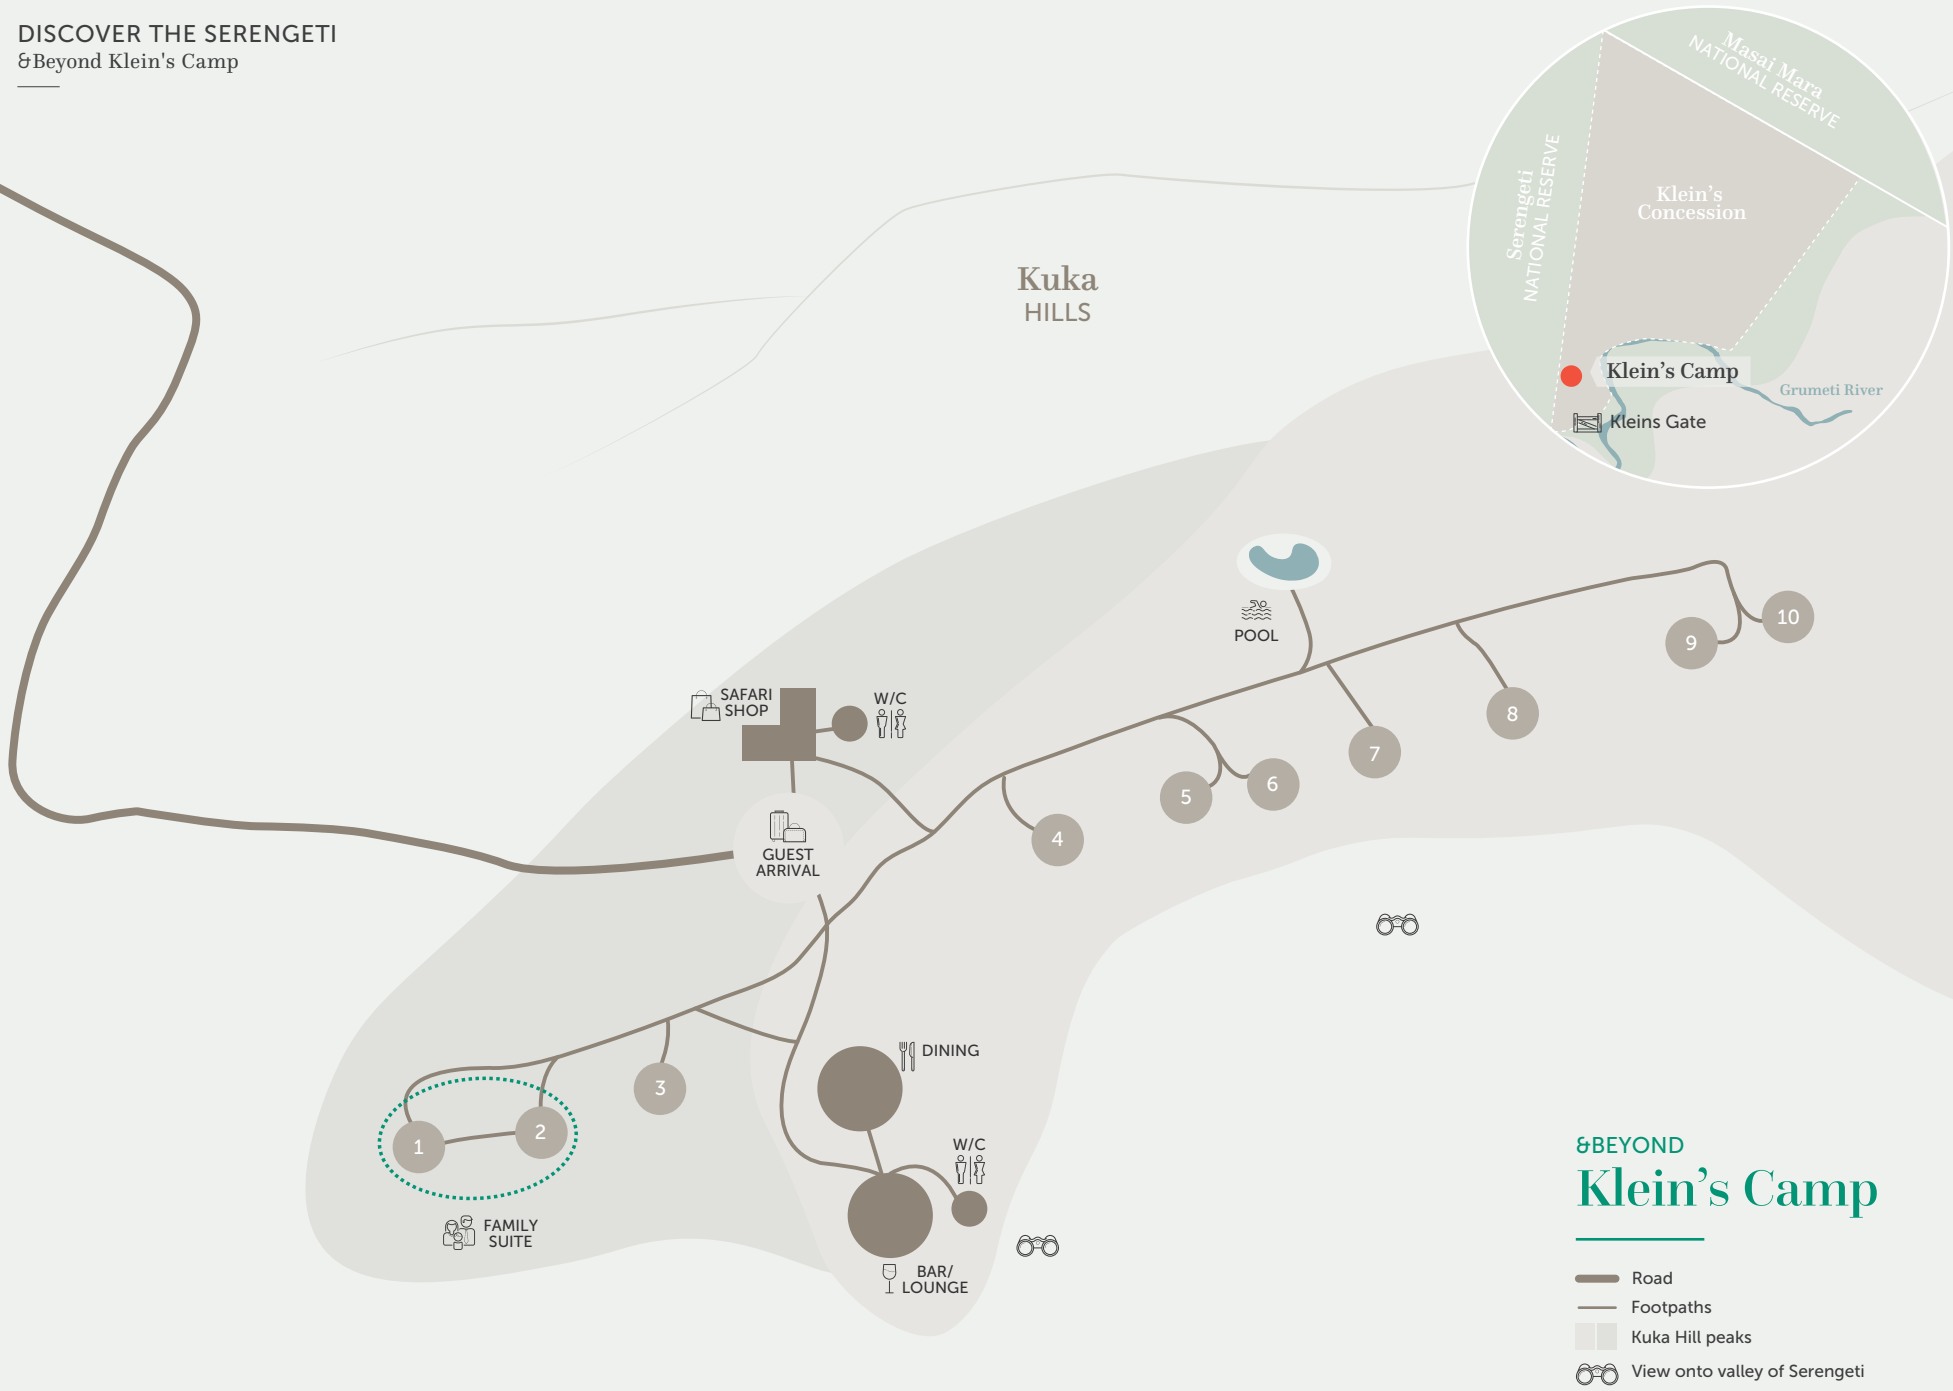 DISCOVER THE SERENGETI
&Beyond Klein's Camp
Masai Mara
NATIONAL RESERVE
Serengeti
NATIONAL RESERVE
Klein's
Concession
Klein's Camp
Grumeti River
Kleins Gate
Kuka
HILLS
POOL
SAFARI
SHOP
W/C
GUEST
ARRIVAL
10
9
8
7
6
5
4
3
2
1
DINING
W/C
FAMILY
SUITE
BAR/
LOUNGE
&BEYOND
Klein's Camp
Road
Footpaths
Kuka Hill peaks
View onto valley of Serengeti